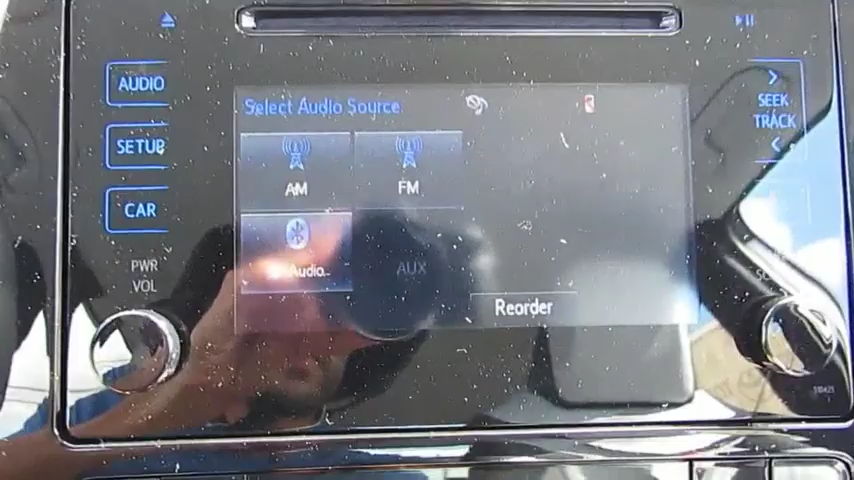 AUDIO
SETUP
CAR
PWR
VOL
Select Audio Source
AM
FM
Audio...
AUX
Reorder
SEEK
TRACK